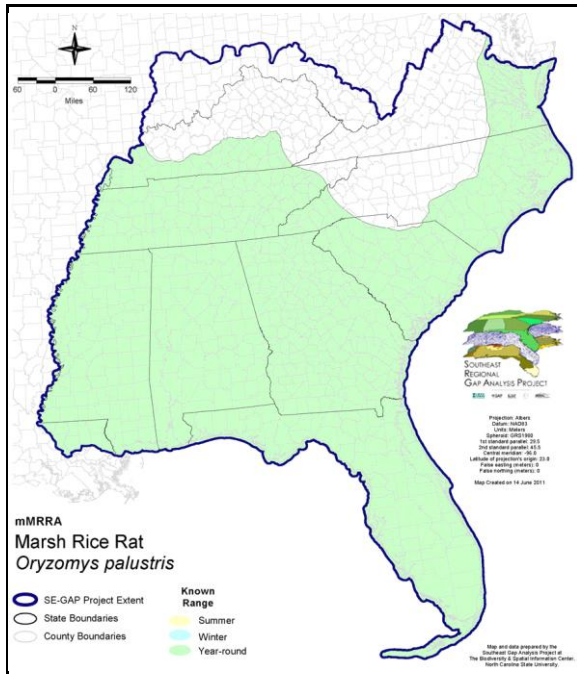 N
60 0 60 120
Miles
SOUTHEAST
REGIONAL
GAP ANALYSIS PROJECT
USGS
Projection: Albers
Datum: NAD83
Units: Meters
Spheroid: GRS1980
1st standard parallel: 29.5
2nd standard parallel: 45.5
Central meridian: -96.0
Latitude of projection's origin: 23.0
False easting (meters): 0
False northing (meters): 0
Map Created on 14 June 2011
mMRRA
Marsh Rice Rat
Oryzomys palustris
SE-GAP Project Extent
State Boundaries
County Boundaries
Known
Range
Summer
Winter
Year-round
Map and data prepared by the
Southeast Gap Analysis Project at
The Biodiversity & Spatial Information Center,
North Carolina State University.